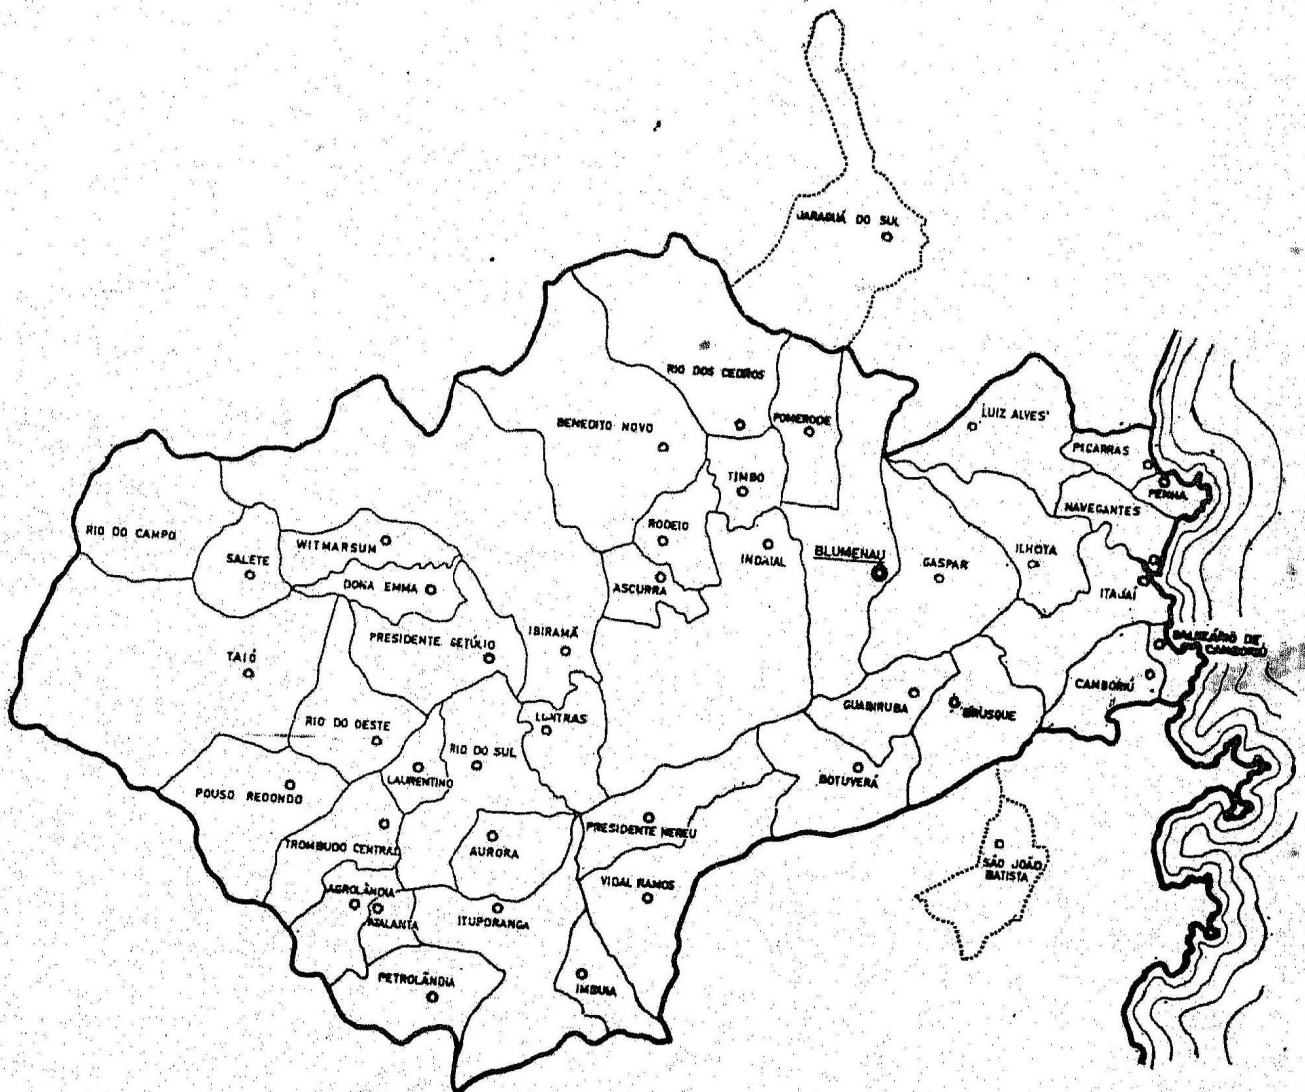 JARAGUÁ DO SUL
RIO DOS CEDROS
LUIZ ALVES
BENEDITO NOVO
POMERODE
PIÇARRAS
TIMBO
PENHA
NAVEGANTES
RIO DO CAMPO
RODEIO
WITMARSUM
SALETE
INDAIAL
BLUMENAU
GASPAR
ILHOTA
DONA EMMA
ASCURRA
ITAJAÍ
PRESIDENTE GETÚLIO
IBIRAMÃ
BALNEÁRIO DE
CAMBORIÚ
TAIÓ
CAMBORIÚ
GUABIRUBA
BRUSQUE
RIO DO OESTE
LONTRAS
RIO DO SUL
LAURENTINO
BOTUVERÁ
POUSO REDONDO
PRESIDENTE NEREU
TROMBUDO CENTRAL
AURORA
SÃO JOÃO
BATISTA
AGROLÂNDIA
VIDAL RAMOS
ATALANTA
ITUPORANGA
PETROLÂNDIA
IMBUIA